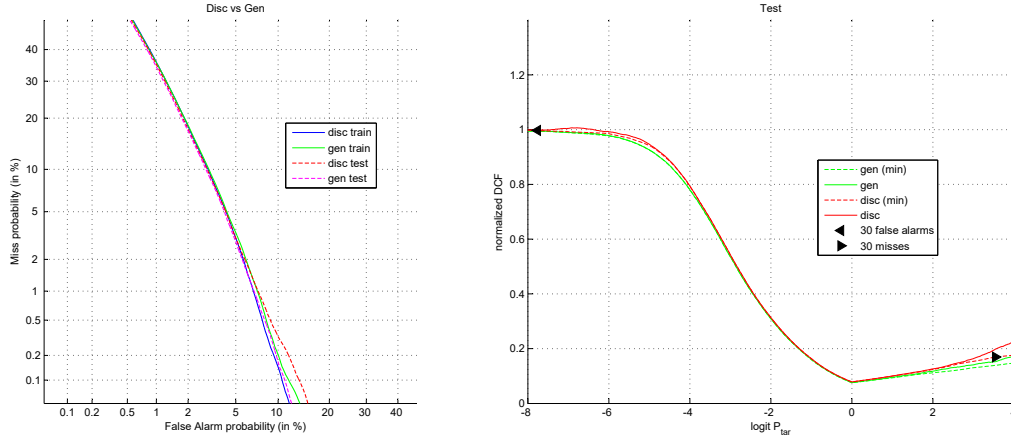 Disc vs Gen
Miss probability (in %)
40
30
20
10
5
2
1
0.5
0.2
0.1
disc train
gen train
disc test
gen test
0.1 0.2 0.5 1 2 5 10 20 30 40
False Alarm probability (in %)
Test
normalized DCF
1.2
1
0.8
0.6
0.4
0.2
0
gen (min)
gen
disc (min)
disc
30 false alarms
30 misses
-8 -6 -4 -2 0 2
logit P_tar